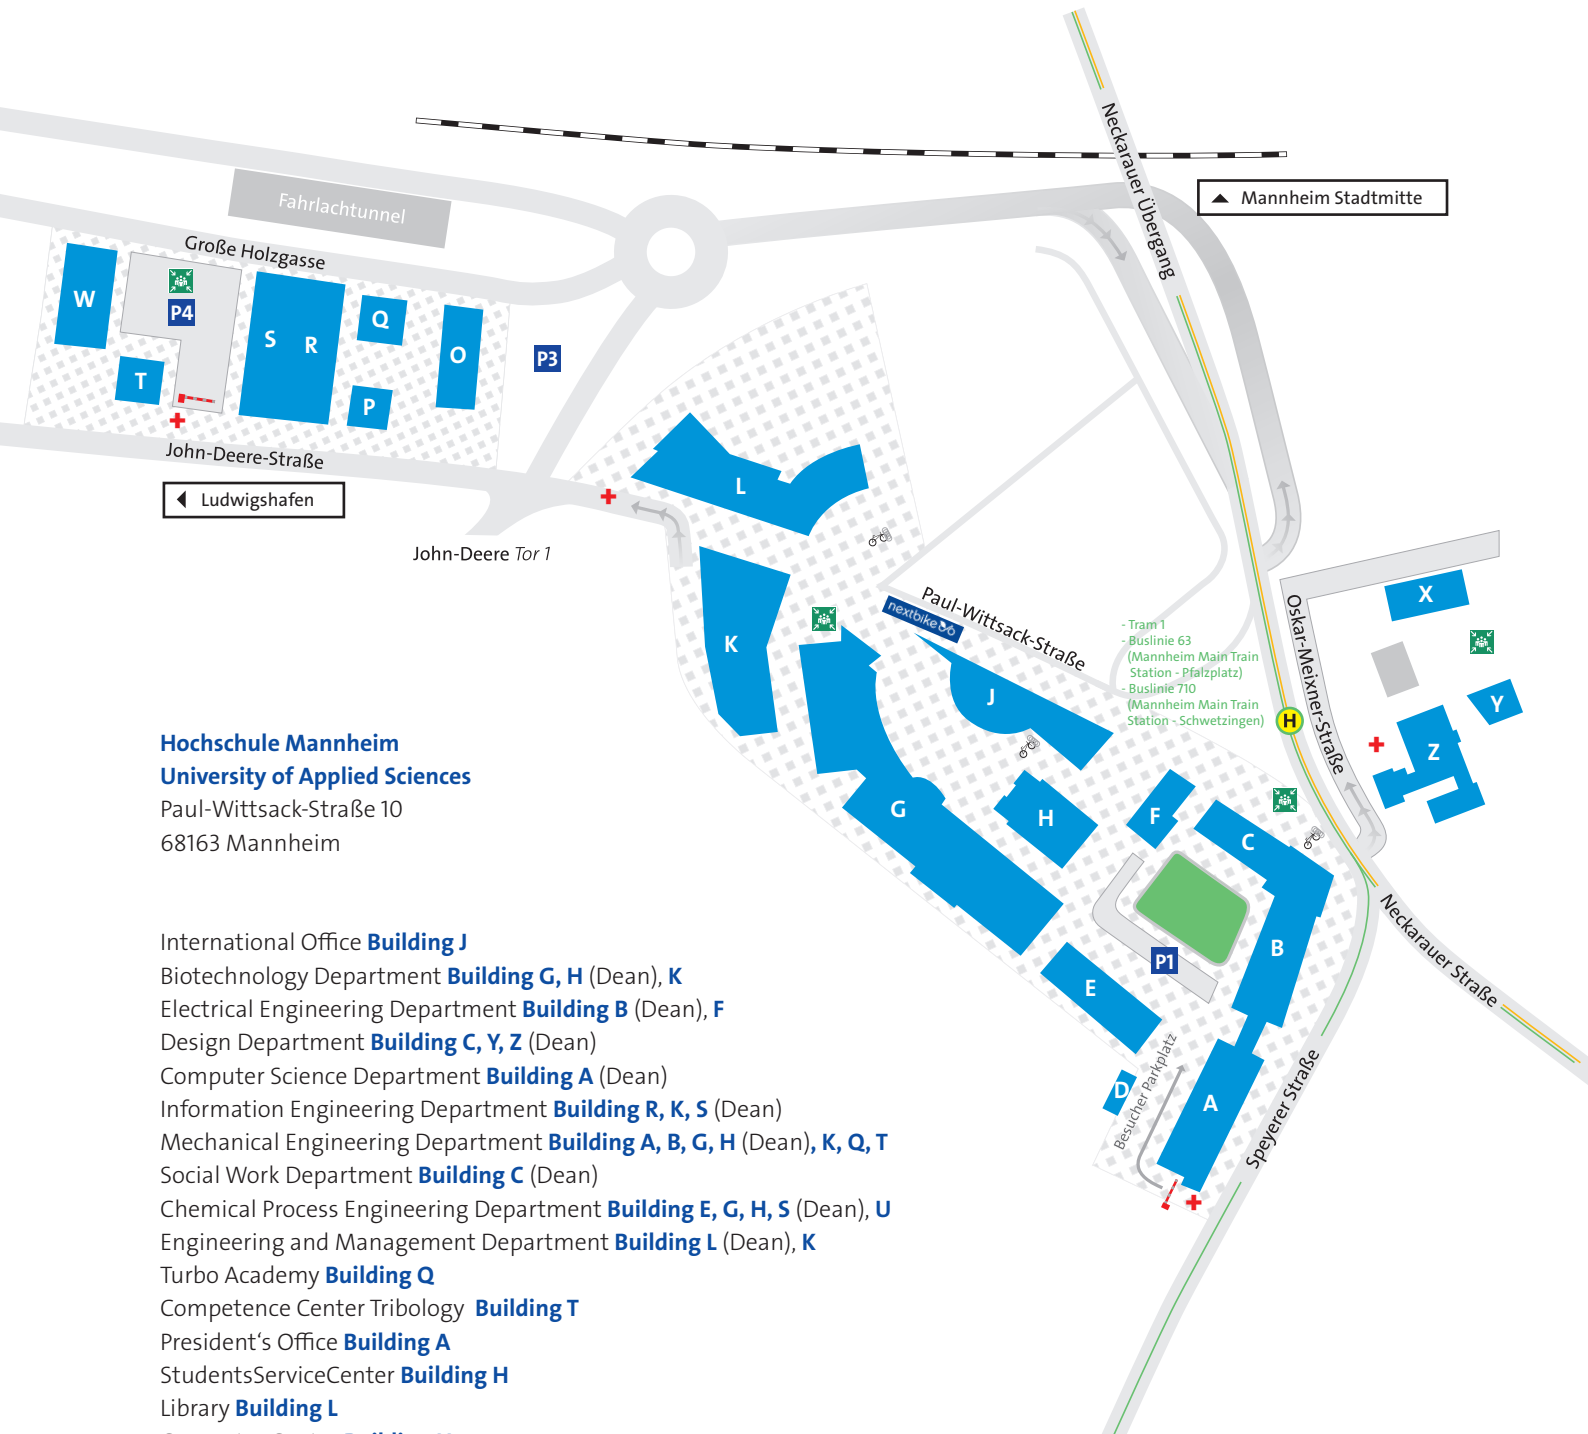 Neckarauer Übergang
Mannheim Stadtmitte
Fahrlachtunnel
Große Holzgasse
W
P4
S
R
Q
O
P3
T
P
John-Deere-Straße
Ludwigshafen
John-Deere Tor 1
L
K
nextbike
Paul-Wittsack-Straße
- Tram 1
- Buslinie 63
(Mannheim Main Train
Station - Pfalzplatz)
- Buslinie 710
(Mannheim Main Train
Station - Schwetzingen)
H
Oskar-Meixner-Straße
X
Y
Z
J
G
H
F
C
B
P1
E
D
Besucher Parkplatz
A
Neckarauer Straße
Speyerer Straße
Hochschule Mannheim
University of Applied Sciences
Paul-Wittsack-Straße 10
68163 Mannheim
International Office Building J
Biotechnology Department Building G, H (Dean), K
Electrical Engineering Department Building B (Dean), F
Design Department Building C, Y, Z (Dean)
Computer Science Department Building A (Dean)
Information Engineering Department Building R, K, S (Dean)
Mechanical Engineering Department Building A, B, G, H (Dean), K, Q, T
Social Work Department Building C (Dean)
Chemical Process Engineering Department Building E, G, H, S (Dean), U
Engineering and Management Department Building L (Dean), K
Turbo Academy Building Q
Competence Center Tribology Building T
President‘s Office Building A
StudentsServiceCenter Building H
Library Building L